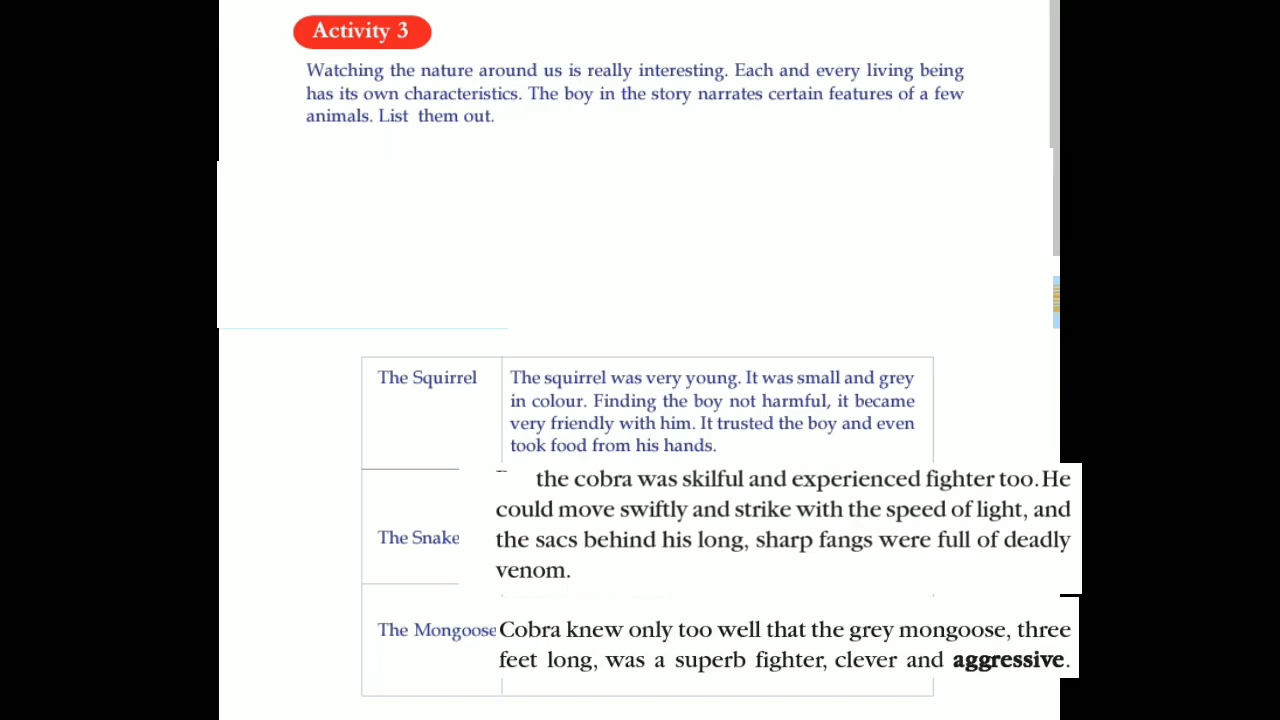 Activity 3
Watching the nature around us is really interesting. Each and every living being
has its own characteristics. The boy in the story narrates certain features of a few
animals. List them out.
The Squirrel
The squirrel was very young. It was small and grey
in colour. Finding the boy not harmful, it became
very friendly with him. It trusted the boy and even
took food from his hands.
The Snake
the cobra was skilful and experienced fighter too. He
could move swiftly and strike with the speed of light, and
the sacs behind his long, sharp fangs were full of deadly
venom.
The Mongoose
Cobra knew only too well that the grey mongoose, three
feet long, was a superb fighter, clever and aggressive.